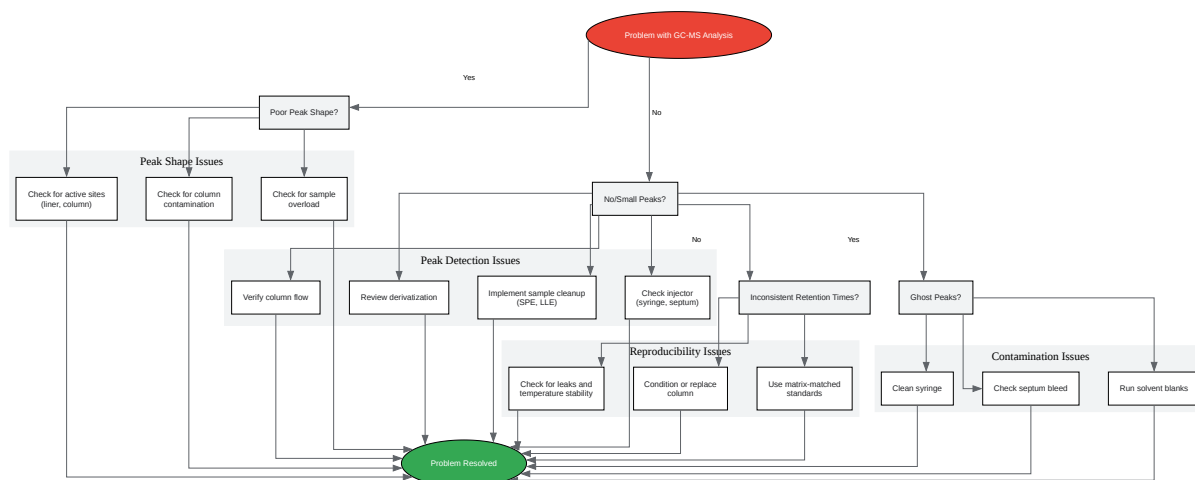 Problem with GC-MS Analysis
Yes
Poor Peak Shape?
No
Peak Shape Issues
Check for active sites
(liner, column)
Check for column
contamination
Check for sample
overload
No/Small Peaks?
No
Yes
Peak Detection Issues
Verify column flow
Review derivatization
Implement sample cleanup
(SPE, LLE)
Check injector
(syringe, septum)
Inconsistent Retention Times?
Ghost Peaks?
Reproducibility Issues
Contamination Issues
Check for leaks and
temperature stability
Condition or replace
column
Use matrix-matched
standards
Clean syringe
Check septum bleed
Run solvent blanks
Problem Resolved